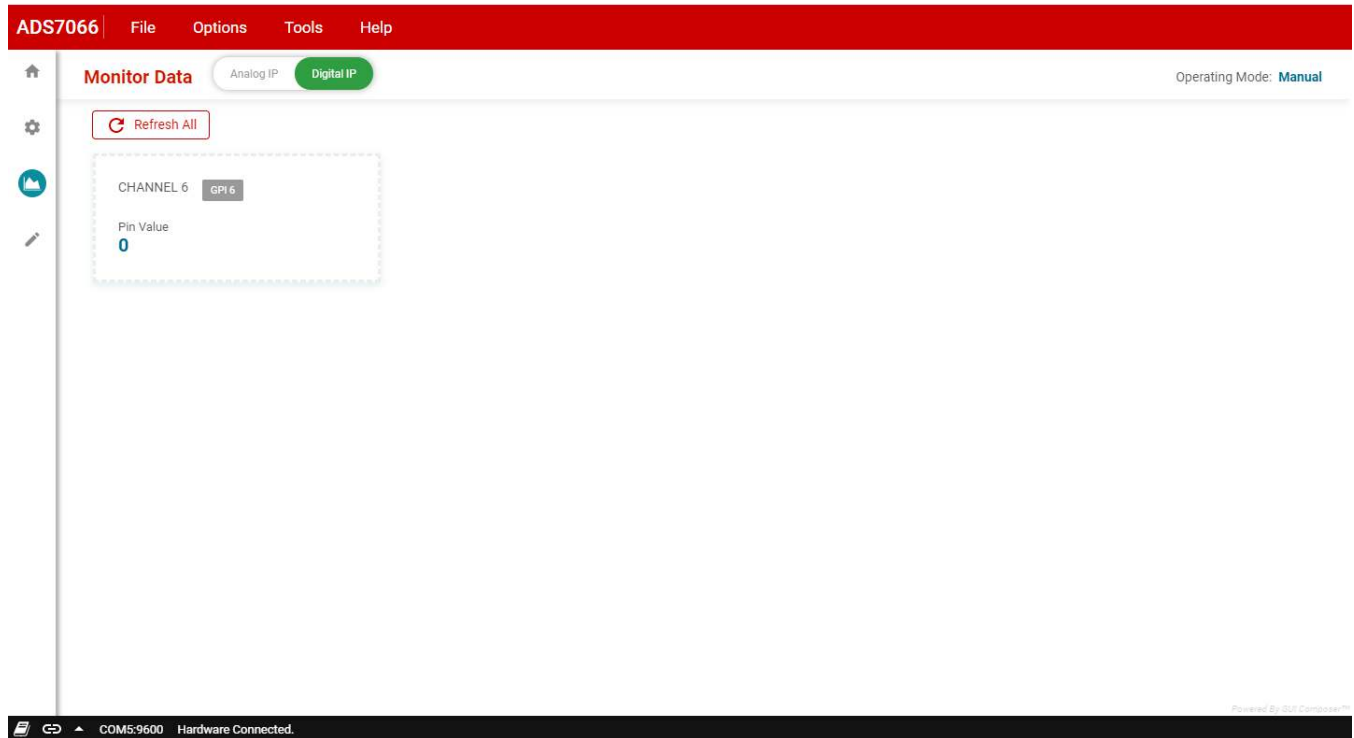 ADS7066 File Options Tools Help
Monitor Data Analog IP Digital IP Operating Mode: Manual
Refresh All
CHANNEL 6 GPI 6
Pin Value
0
Powered By GUI Composer™
COM5:9600 Hardware Connected.